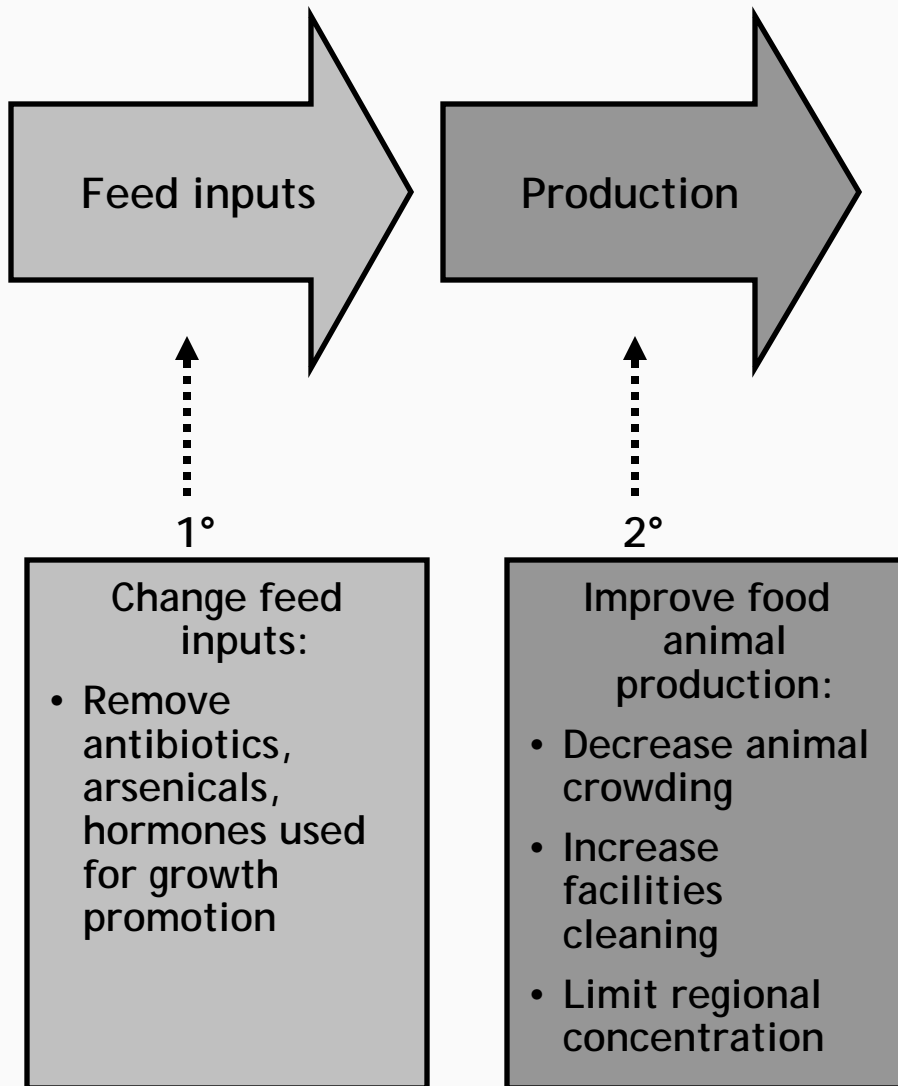 Feed inputs
Production
1°
2°
Change feed
inputs:
• Remove
antibiotics,
arsenicals,
hormones used
for growth
promotion
Improve food
animal
production:
• Decrease animal
crowding
• Increase
facilities
cleaning
• Limit regional
concentration